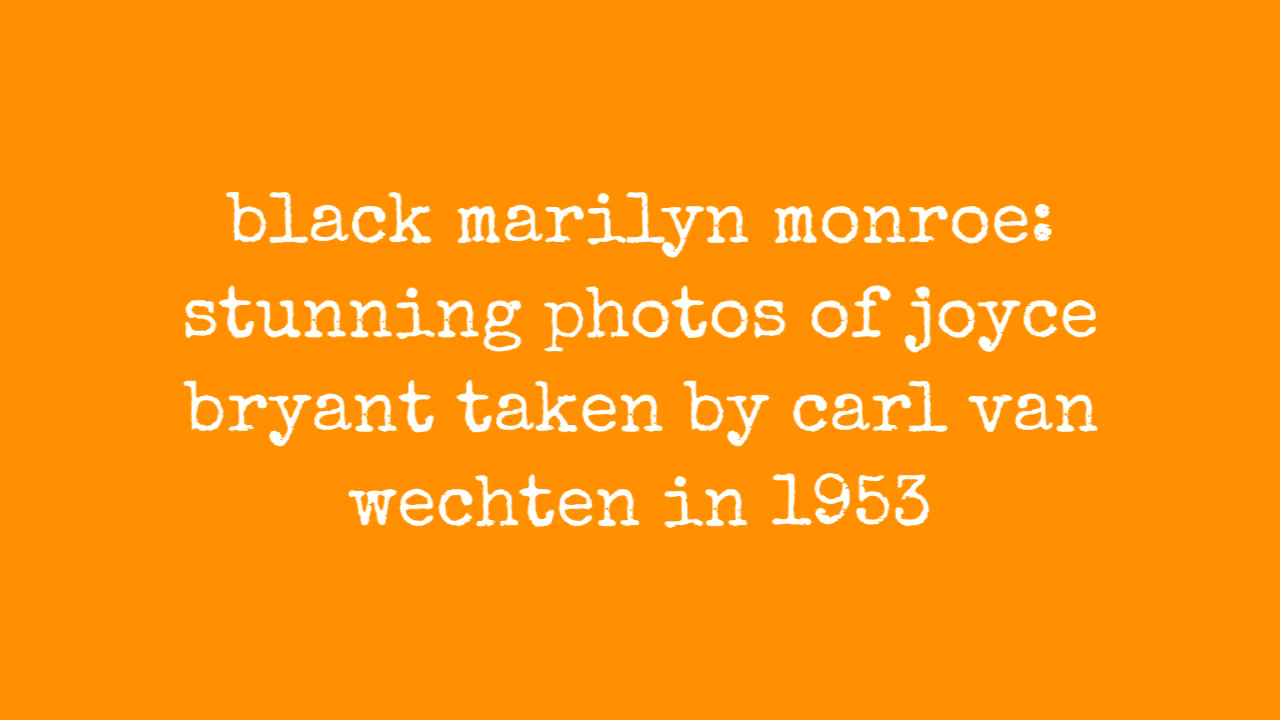 black marilyn monroe:
stunning photos of joyce
bryant taken by carl van
wechten in 1953